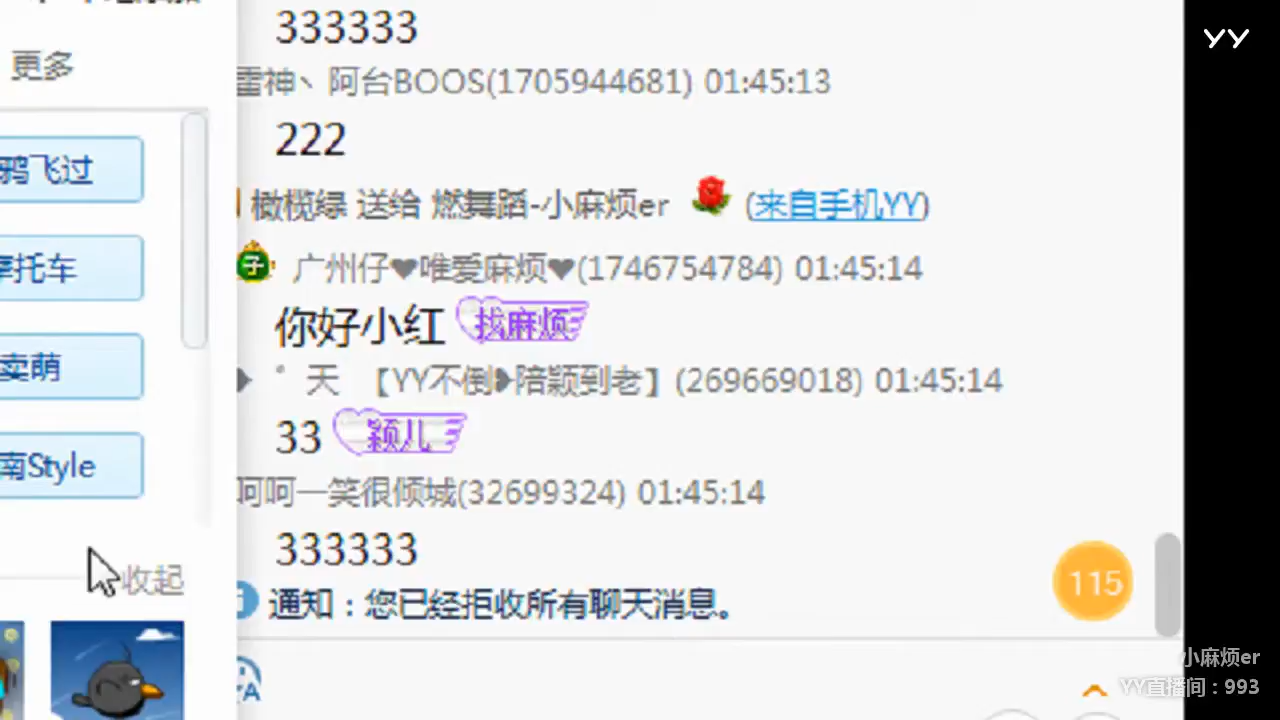 更多
鸦飞过
摩托车
卖萌
南Style
收起
333333
雷神丶阿台BOOS(1705944681) 01:45:13
222
橄榄绿 送给 燃舞蹈-小麻烦er (来自手机YY)
子 广州仔❤唯爱麻烦❤(1746754784) 01:45:14
你好小红 找麻烦
天 【YY不倒❥陪颖到老】(269669018) 01:45:14
33 颖儿
呵呵一笑很倾城(32699324) 01:45:14
333333
通知：您已经拒收所有聊天消息。
115
A
YY
小麻烦er
YY直播间：993